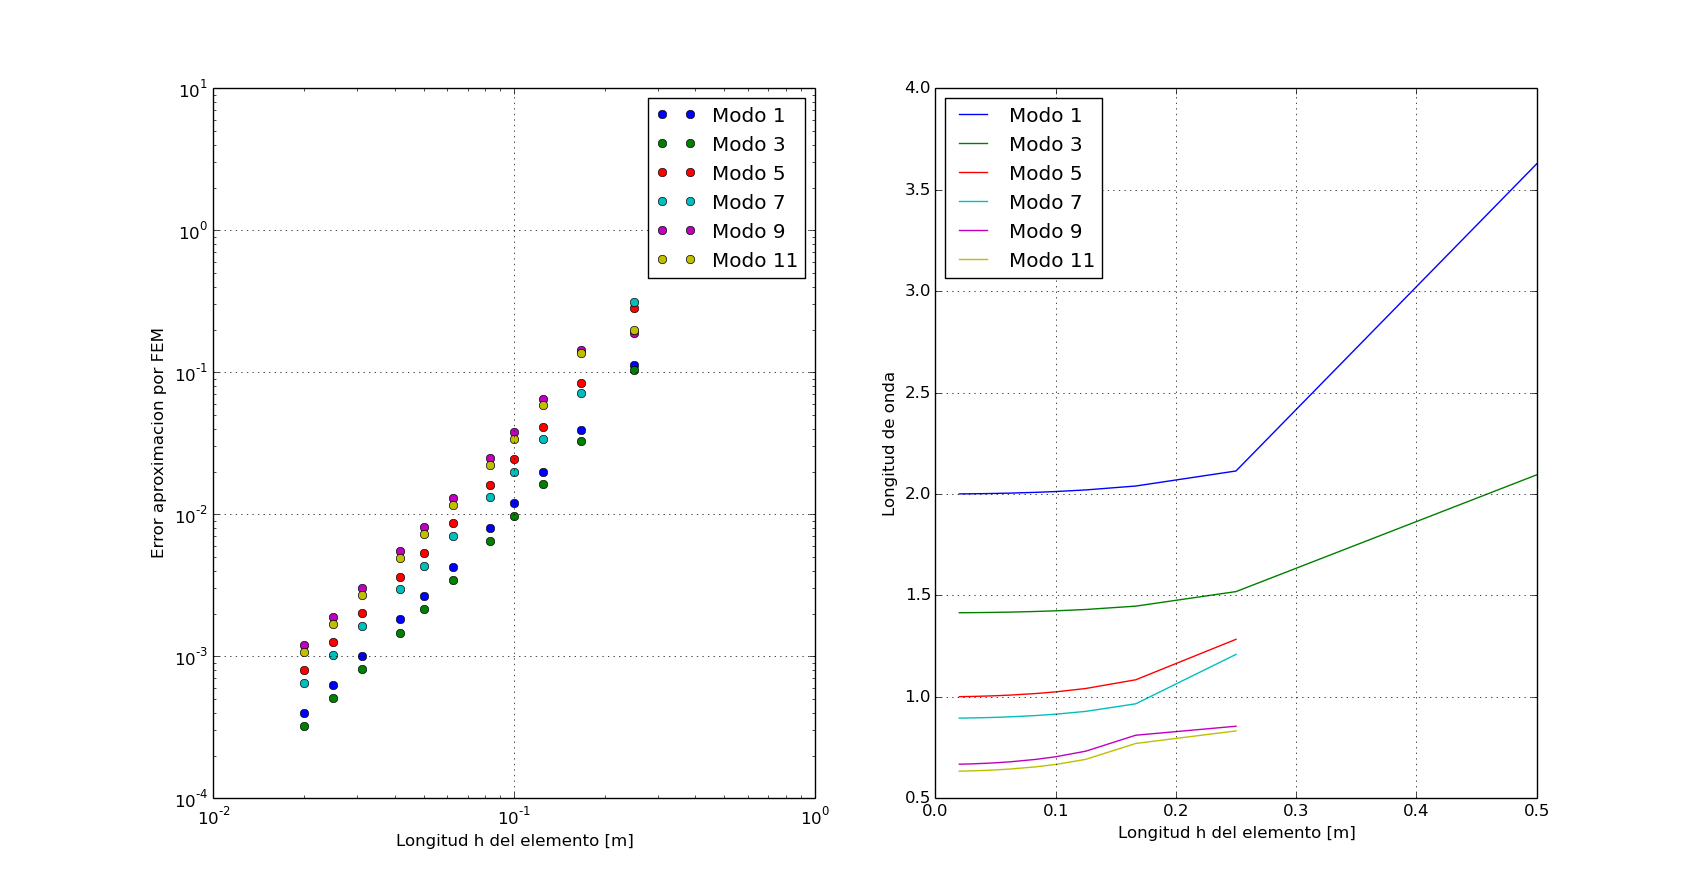 10^1
10^0
10^-1
10^-2
10^-3
10^-4
Error aproximacion por FEM
Modo 1
Modo 3
Modo 5
Modo 7
Modo 9
Modo 11
10^-2
10^-1
10^0
Longitud h del elemento [m]
4.0
3.5
3.0
2.5
2.0
1.5
1.0
0.5
Longitud de onda
Modo 1
Modo 3
Modo 5
Modo 7
Modo 9
Modo 11
0.0
0.1
0.2
0.3
0.4
0.5
Longitud h del elemento [m]